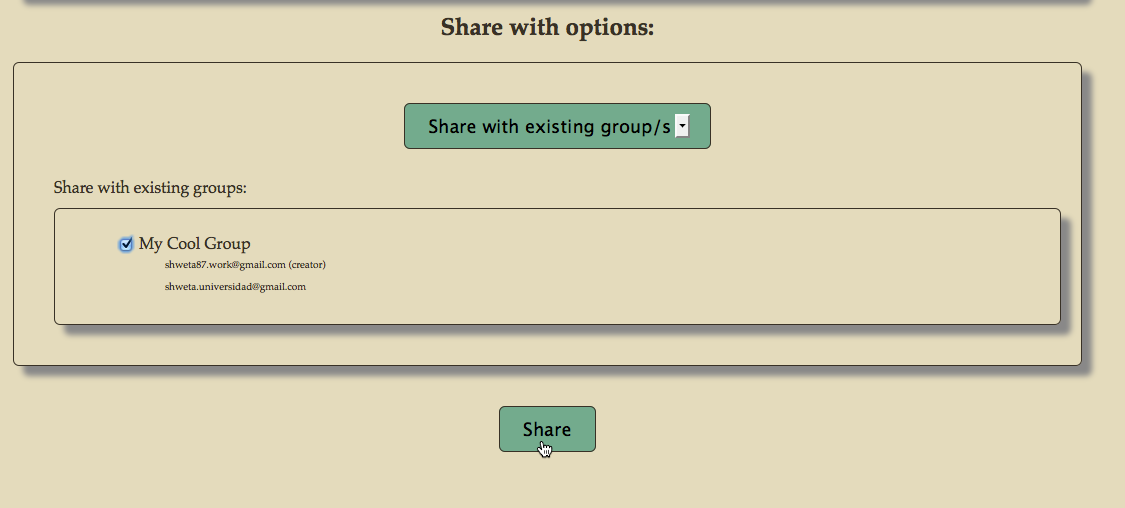 Share with options:
Share with existing group/s
Share with existing groups:
My Cool Group
shweta87.work@gmail.com (creator)
shweta.universidad@gmail.com
Share